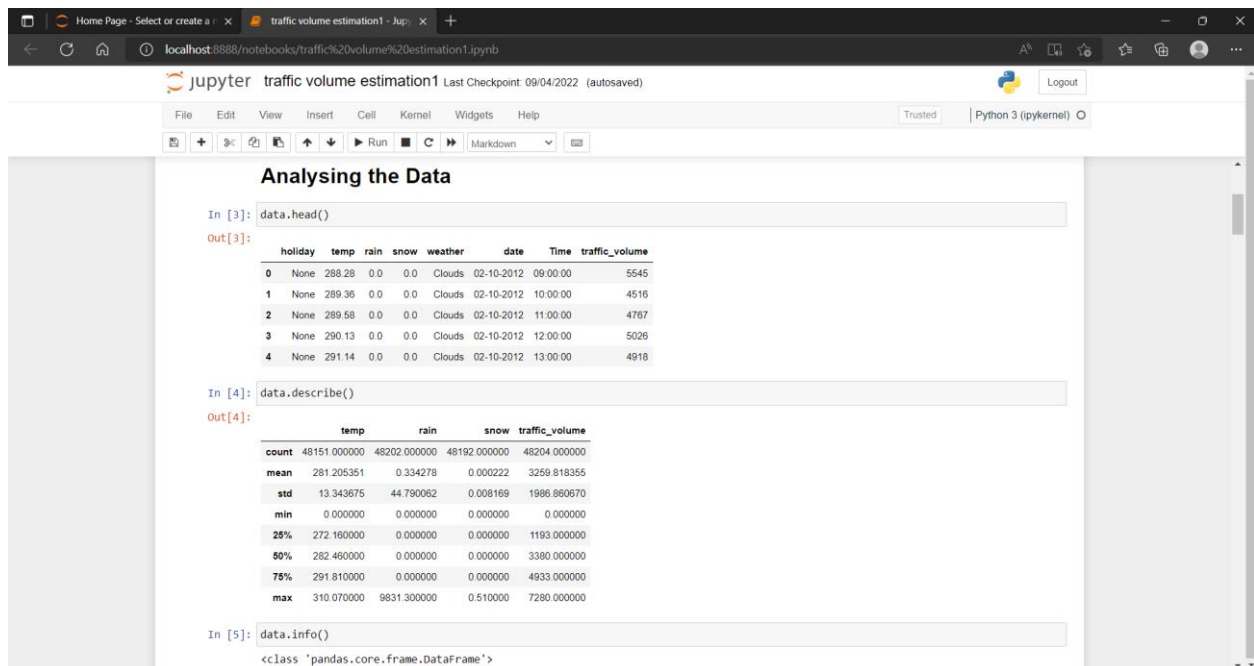 Home Page - Select or create a n
traffic volume estimation1 - Jup
localhost:8888/notebooks/traffic%20volume%20estimation1.ipynb
jupyter traffic volume estimation1 Last Checkpoint: 09/04/2022 (autosaved)
Logout
File Edit View Insert Cell Kernel Widgets Help
Trusted
Python 3 (ipykernel)
Run
Markdown
Analysing the Data
In [3]: data.head()
Out[3]:
holiday temp rain snow weather date Time traffic_volume
0 None 288.28 0.0 0.0 Clouds 02-10-2012 09:00:00 5545
1 None 289.36 0.0 0.0 Clouds 02-10-2012 10:00:00 4516
2 None 289.58 0.0 0.0 Clouds 02-10-2012 11:00:00 4767
3 None 290.13 0.0 0.0 Clouds 02-10-2012 12:00:00 5026
4 None 291.14 0.0 0.0 Clouds 02-10-2012 13:00:00 4918
In [4]: data.describe()
Out[4]:
temp rain snow traffic_volume
count 48151.000000 48202.000000 48192.000000 48204.000000
mean 281.205351 0.334278 0.000222 3259.818355
std 13.343675 44.790062 0.008169 1986.860670
min 0.000000 0.000000 0.000000 0.000000
25% 272.160000 0.000000 0.000000 1193.000000
50% 282.460000 0.000000 0.000000 3380.000000
75% 291.810000 0.000000 0.000000 4933.000000
max 310.070000 9831.300000 0.510000 7280.000000
In [5]: data.info()
<class 'pandas.core.frame.DataFrame'>